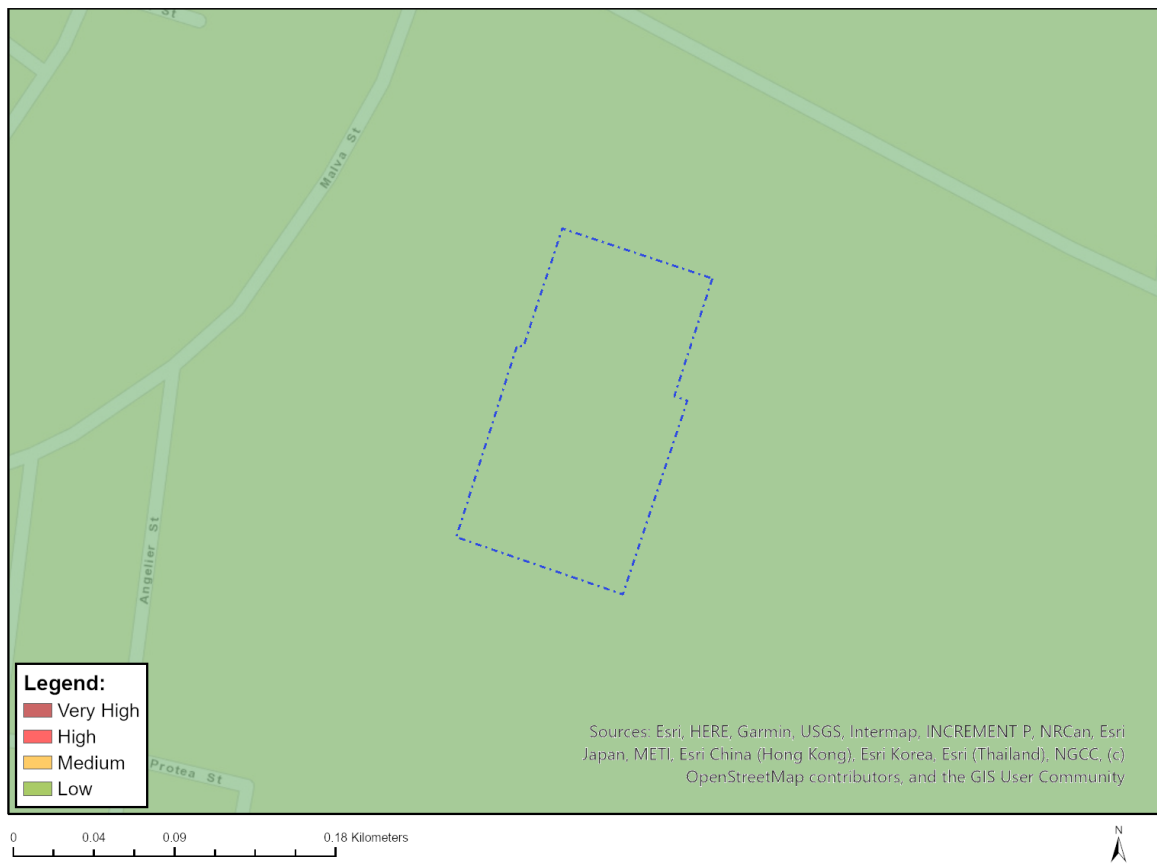 St
Malva St
Angelier St
Protea St
Legend:
Very High
High
Medium
Low
Sources: Esri, HERE, Garmin, USGS, Intermap, INCREMENT P, NRCan, Esri
Japan, METI, Esri China (Hong Kong), Esri Korea, Esri (Thailand), NGCC, (c)
OpenStreetMap contributors, and the GIS User Community
0 0.04 0.09 0.18 Kilometers
N